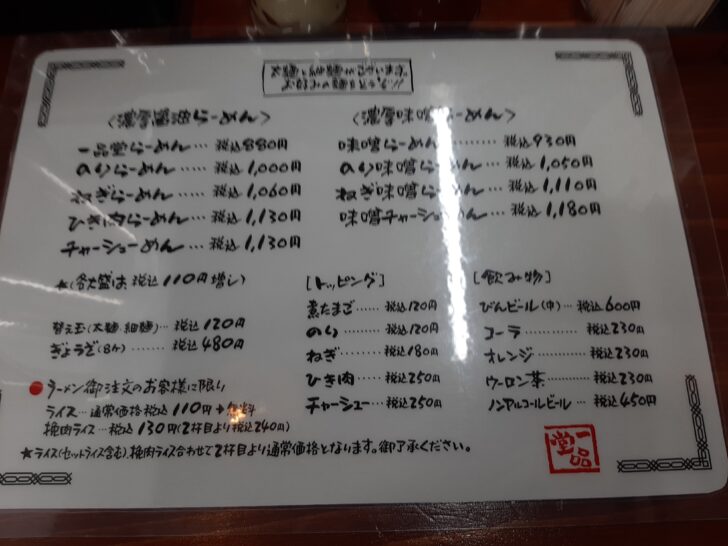 太麺と細麺がございます
お好みの麺をえらべます
〈濃厚醤油らーめん〉
一品堂らーめん…税込880円
のりらーめん……税込1,000円
ねぎらーめん……税込1,060円
ひき肉らーめん…税込1,130円
チャーシューめん…税込1,130円
★(各大盛は 税込110円増し)
替え玉(太麺、細麺)…税込120円
ぎょうざ(8ケ)………税込480円
〈濃厚味噌らーめん〉
味噌らーめん………税込930円
のり味噌らーめん…税込1,050円
ねぎ味噌らーめん…税込1,110円
味噌チャーシューめん…税込1,180円
[トッピング]
煮たまご……税込120円
のり…………税込120円
ねぎ…………税込180円
ひき肉………税込250円
チャーシュー…税込250円
[飲み物]
びんビール(中)…税込600円
コーラ…………税込230円
オレンジ………税込230円
ウーロン茶……税込230円
ノンアルコールビール…税込450円
●ラーメン御注文のお客様に限り
ライス…通常価格税込110円→無料
挽肉ライス…税込130円(2杯目より税込240円)
★ライス(セットライス含む)、挽肉ライス合わせて2杯目より通常価格となります。御了承ください。
一品堂